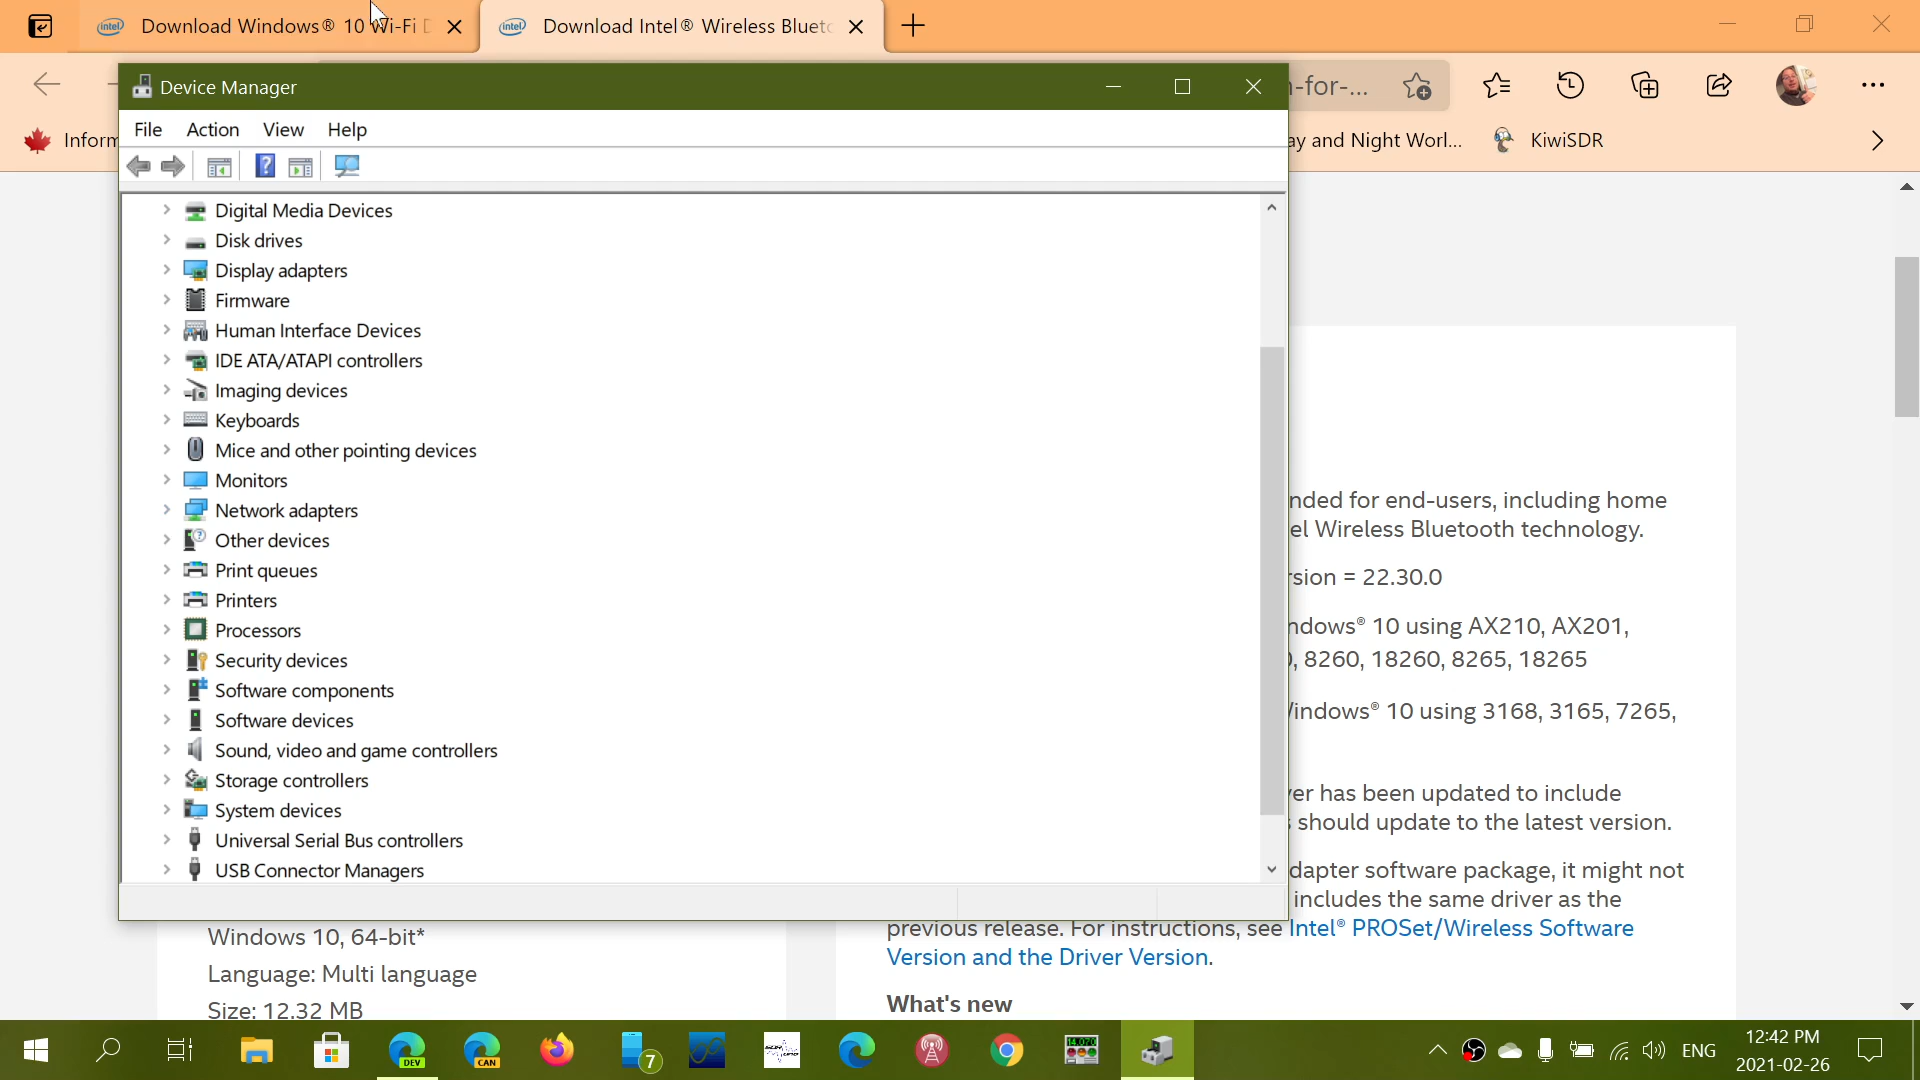 Download Windows® 10 Wi-Fi D
Download Intel® Wireless Blueto
Device Manager
n-for-...
File Action View Help
Inform
ay and Night Worl...
KiwiSDR
Digital Media Devices
Disk drives
Display adapters
Firmware
Human Interface Devices
IDE ATA/ATAPI controllers
Imaging devices
Keyboards
Mice and other pointing devices
Monitors
Network adapters
Other devices
Print queues
Printers
Processors
Security devices
Software components
Software devices
Sound, video and game controllers
Storage controllers
System devices
Universal Serial Bus controllers
USB Connector Managers
nded for end-users, including home
el Wireless Bluetooth technology.
rsion = 22.30.0
ndows® 10 using AX210, AX201,
, 8260, 18260, 8265, 18265
indows® 10 using 3168, 3165, 7265,
er has been updated to include
s should update to the latest version.
dapter software package, it might not
includes the same driver as the
previous release. For instructions, see Intel® PROSet/Wireless Software
Version and the Driver Version.
What's new
Windows 10, 64-bit*
Language: Multi language
Size: 12.32 MB
DEV
CAN
7
14.070
ENG
12:42 PM
2021-02-26